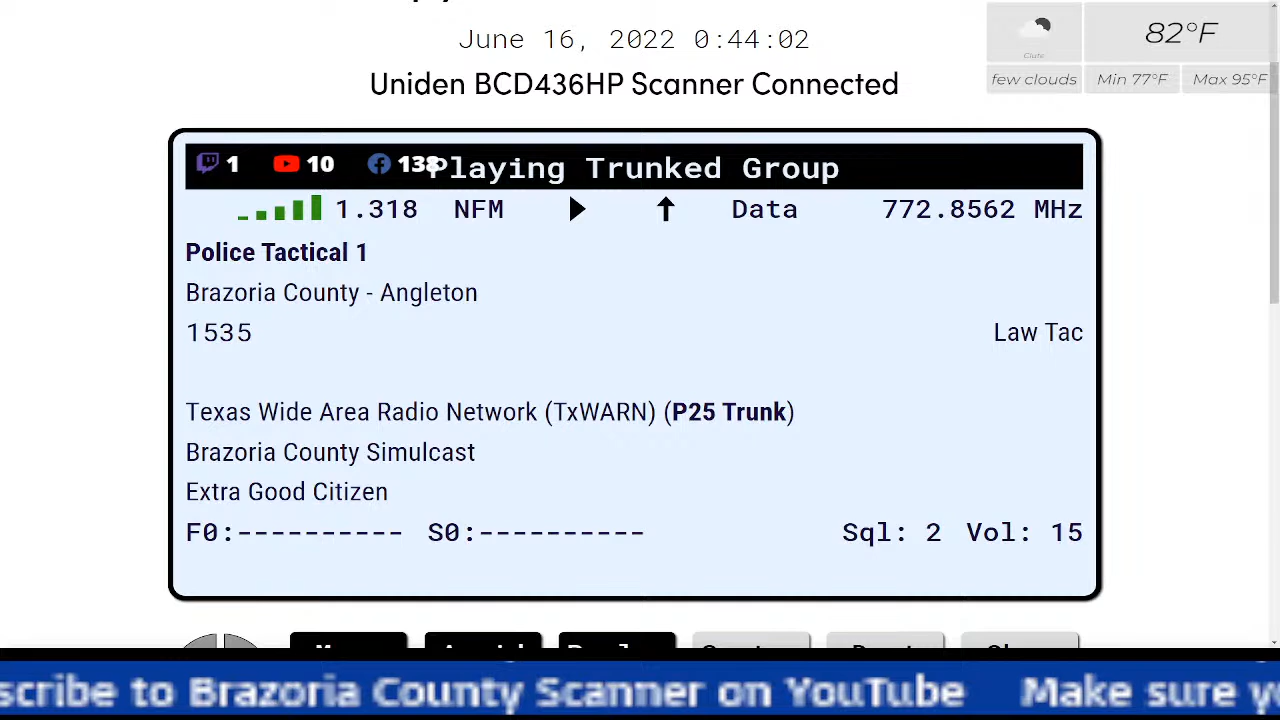 June 16, 2022 0:44:02
82°F
Clute
few clouds Min 77°F Max 95°F
Uniden BCD436HP Scanner Connected
1 10 138 Playing Trunked Group
1.318 NFM Data 772.8562 MHz
Police Tactical 1
Brazoria County - Angleton
1535 Law Tac
Texas Wide Area Radio Network (TxWARN) (P25 Trunk)
Brazoria County Simulcast
Extra Good Citizen
F0:---------- S0:---------- Sql: 2 Vol: 15
scribe to Brazoria County Scanner on YouTube Make sure y